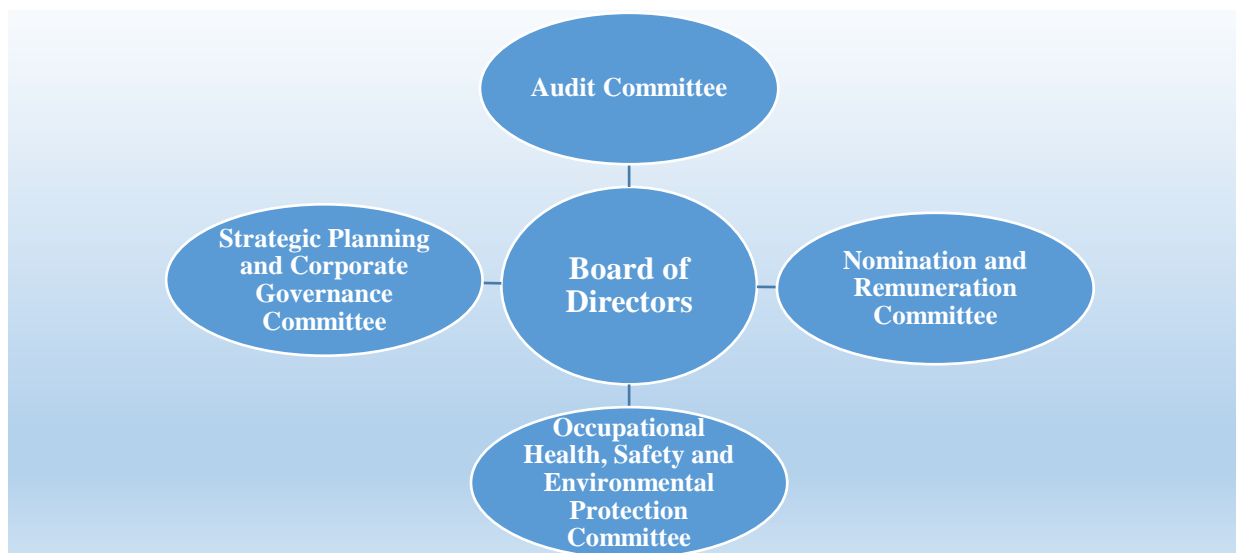 Audit Committee
Strategic Planning
and Corporate
Governance
Committee
Board of
Directors
Nomination and
Remuneration
Committee
Occupational
Health, Safety and
Environmental
Protection
Committee